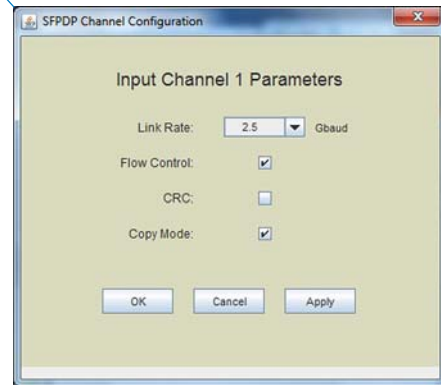 SFPDP Channel Configuration
Input Channel 1 Parameters
Link Rate: 2.5 Gbaud
Flow Control:
CRC:
Copy Mode:
OK Cancel Apply